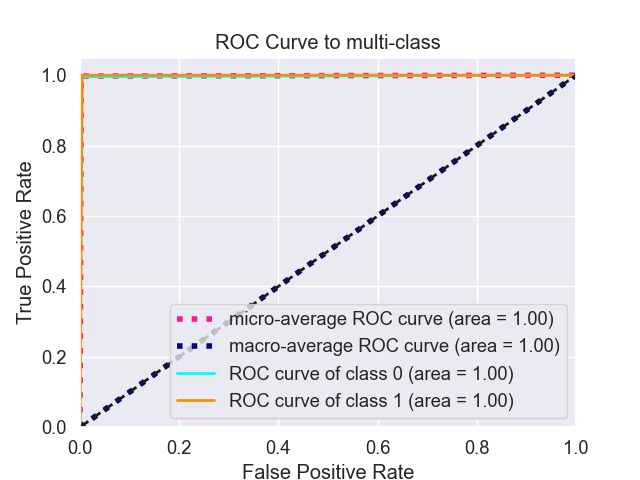 ROC Curve to multi-class
1.0
0.8
0.6
0.4
0.2
0.0
True Positive Rate
micro-average ROC curve (area = 1.00)
macro-average ROC curve (area = 1.00)
ROC curve of class 0 (area = 1.00)
ROC curve of class 1 (area = 1.00)
0.0 0.2 0.4 0.6 0.8 1.0
False Positive Rate